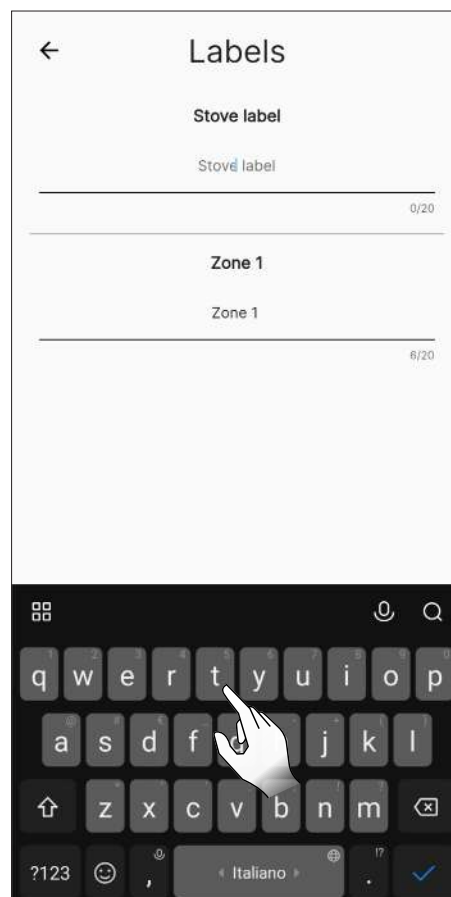 Labels
Stove label
Stove label
0/20
Zone 1
Zone 1
6/20
q w e r t y u i o p
a s d f j k l
z x c v b n m
?123 , Italiano .